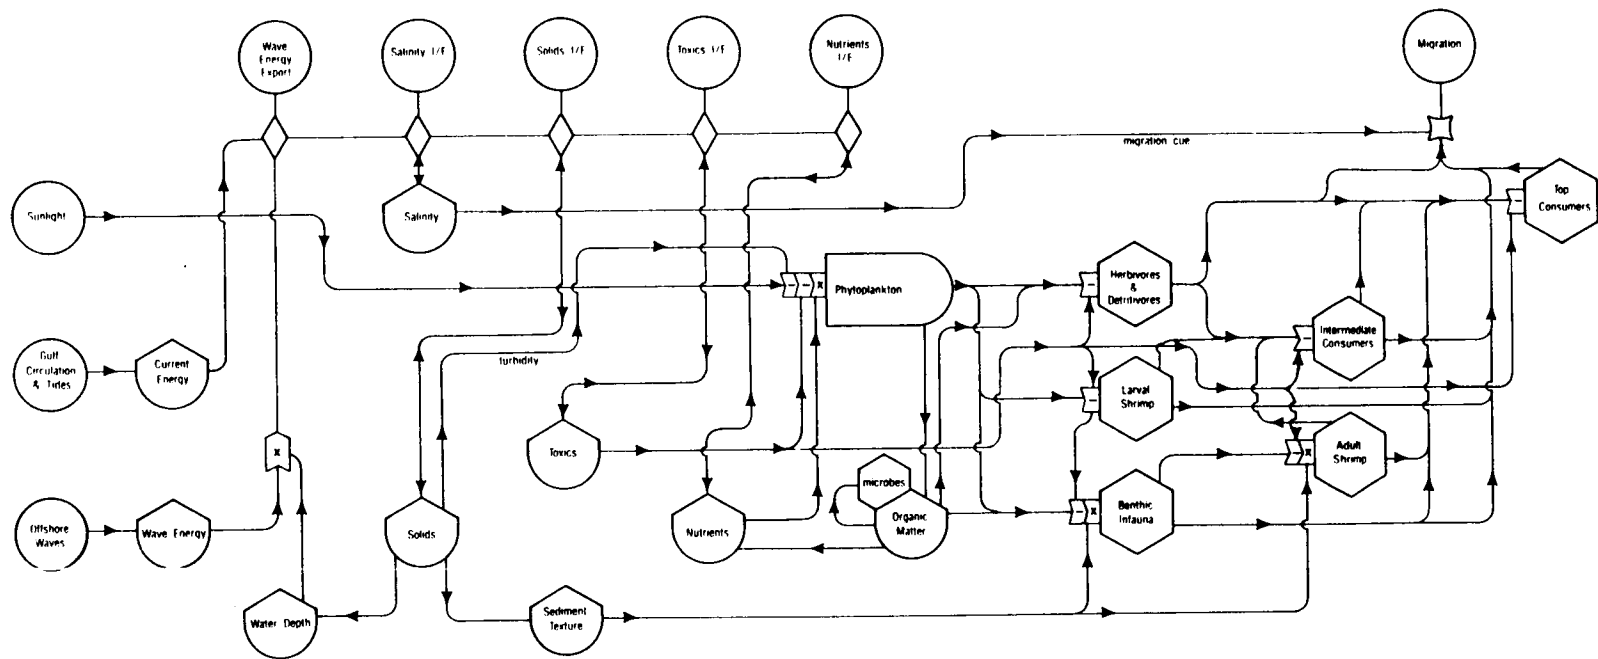 Wave
Energy
Export
Salinity I/E
Solids I/E
Toxics I/E
Nutrients
I/E
Migration
migration cue
Sunlight
Salinity
Top
Consumers
Phytoplankton
Herbivores
&
Detritivores
Intermediate
Consumers
turbidity
Gulf
Circulation
& Tides
Current
Energy
Larval
Shrimp
Adult
Shrimp
x
x
x
x
Toxics
microbes
Organic
Matter
Benthic
Infauna
Offshore
Waves
Wave Energy
Solids
Nutrients
Water Depth
Sediment
Texture